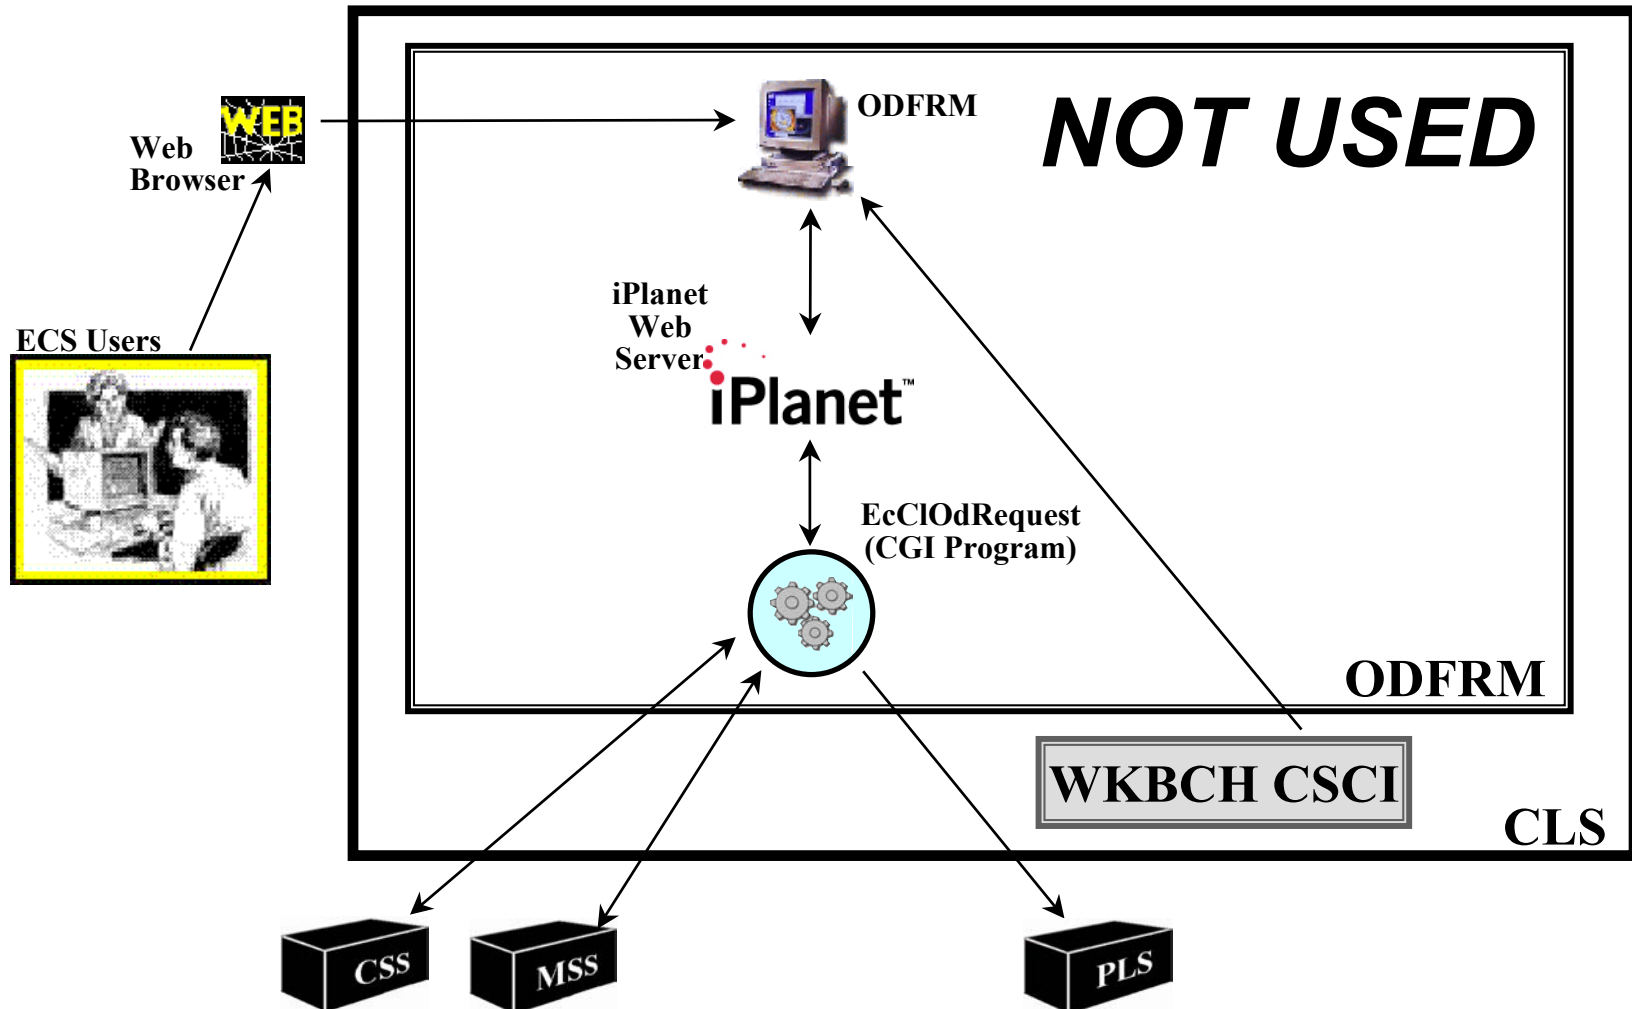 NOT USED
ODFRM
WEB
Web
Browser
iPlanet
Web
Server
iPlanet™
ECS Users
EcClOdRequest
(CGI Program)
ODFRM
WKBCH CSCI
CLS
CSS
MSS
PLS